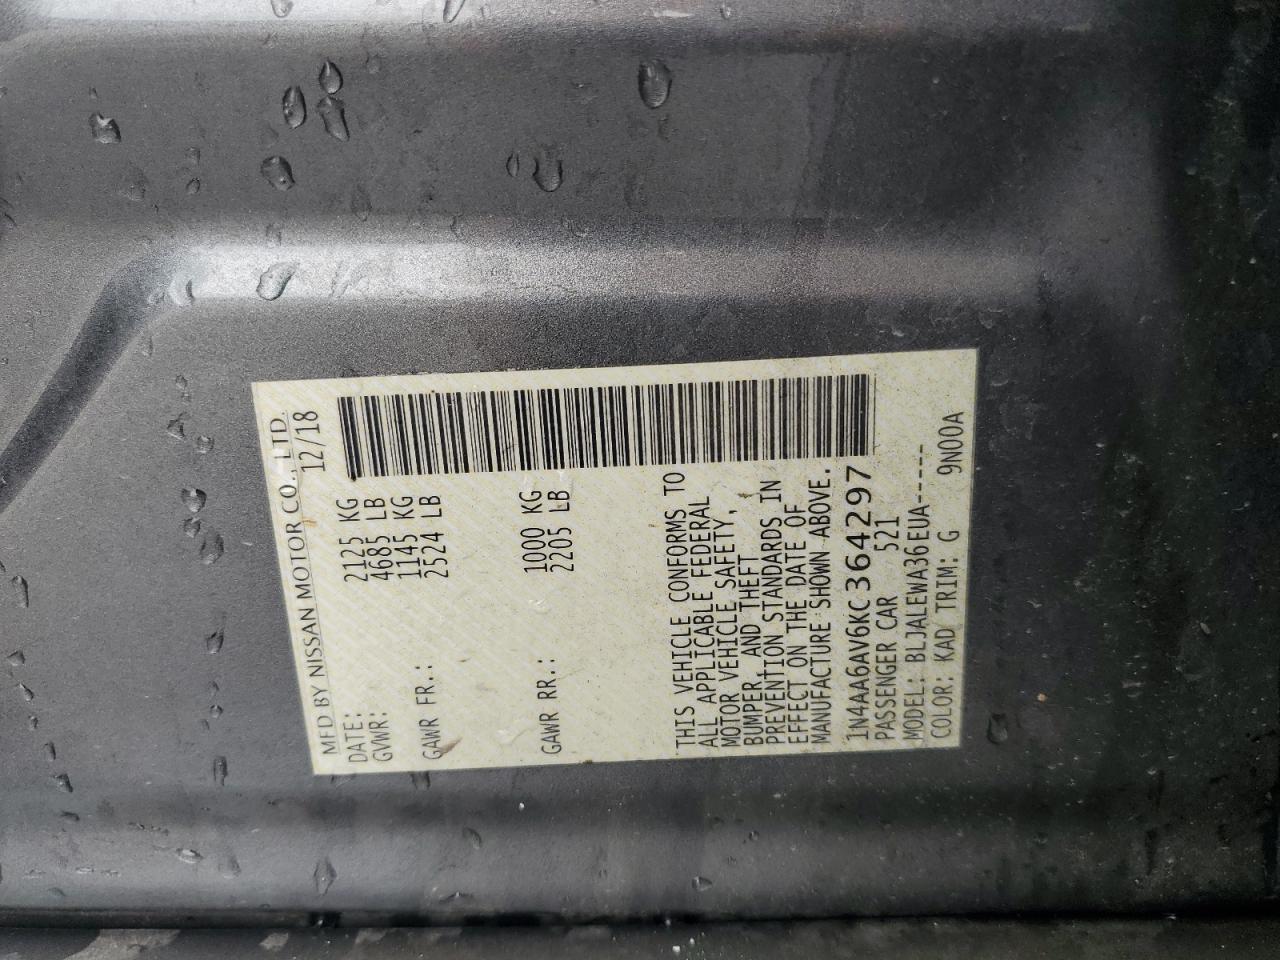 MFD BY NISSAN MOTOR CO., LTD.
DATE: 12/18
GVWR: 2125 KG
4685 LB
GAWR FR.: 1145 KG
2524 LB
GAWR RR.: 1000 KG
2205 LB
THIS VEHICLE CONFORMS TO
ALL APPLICABLE FEDERAL
MOTOR VEHICLE SAFETY,
BUMPER, AND THEFT
PREVENTION STANDARDS IN
EFFECT ON THE DATE OF
MANUFACTURE SHOWN ABOVE.
1N4AA6AV6KC364297
PASSENGER CAR 521
MODEL: BLJALEWA36EUA-----
COLOR: KAD TRIM: G 9N00A